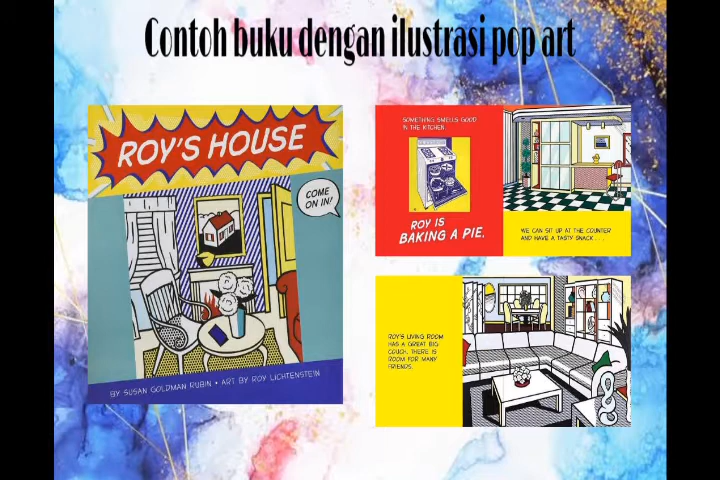 Contoh buku dengan ilustrasi pop art
ROY'S HOUSE
COME
ON IN!
BY SUSAN GOLDMAN RUBIN • ART BY ROY LICHTENSTEIN
SOMETHING SMELLS GOOD
IN THE KITCHEN.
ROY IS
BAKING A PIE.
WE CAN SIT UP AT THE COUNTER
AND HAVE A TASTY SNACK . . .
ROY'S LIVING ROOM
HAS A GREAT BIG
COUCH. THERE IS
ROOM FOR MANY
FRIENDS.